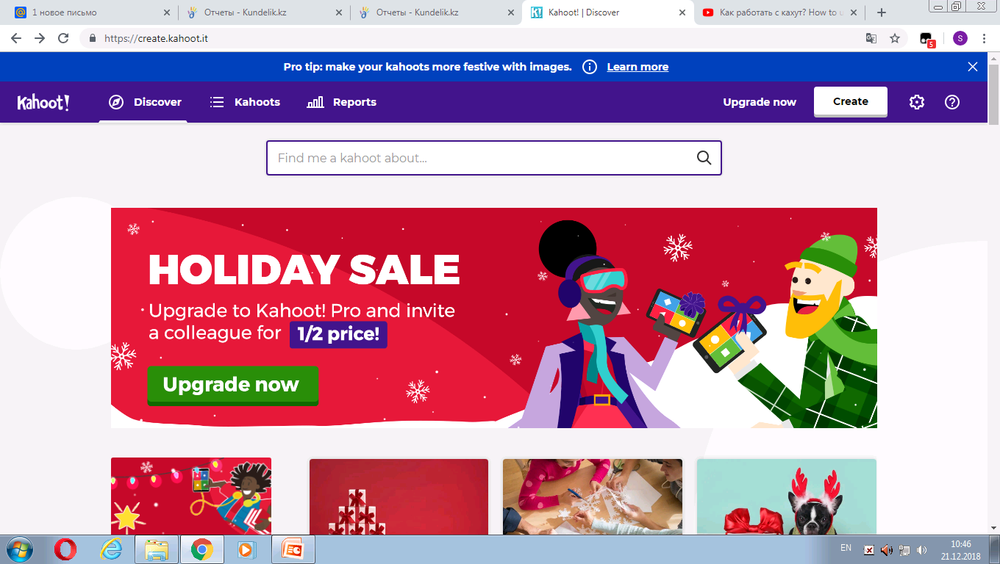 1 новое письмо
Отчеты - Kundelik.kz
Отчеты - Kundelik.kz
Kahoot! | Discover
Как работать с кахут? How to u
https://create.kahoot.it
5
S
Pro tip: make your kahoots more festive with images.
Learn more
Kahoot!
Discover
Kahoots
Reports
Upgrade now
Create
Find me a kahoot about...
HOLIDAY SALE
Upgrade to Kahoot! Pro and invite
a colleague for 1/2 price!
Upgrade now
EN
10:46
21.12.2018